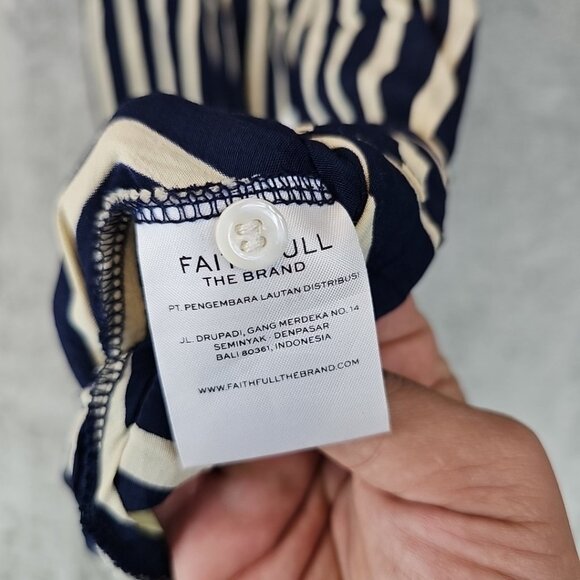 FAITHFULL
THE BRAND
PT. PENGEMBARA LAUTAN DISTRIBUSI
JL. DRUPADI, GANG MERDEKA NO. 14
SEMINYAK - DENPASAR
BALI 80361, INDONESIA
WWW.FAITHFULLTHEBRAND.COM